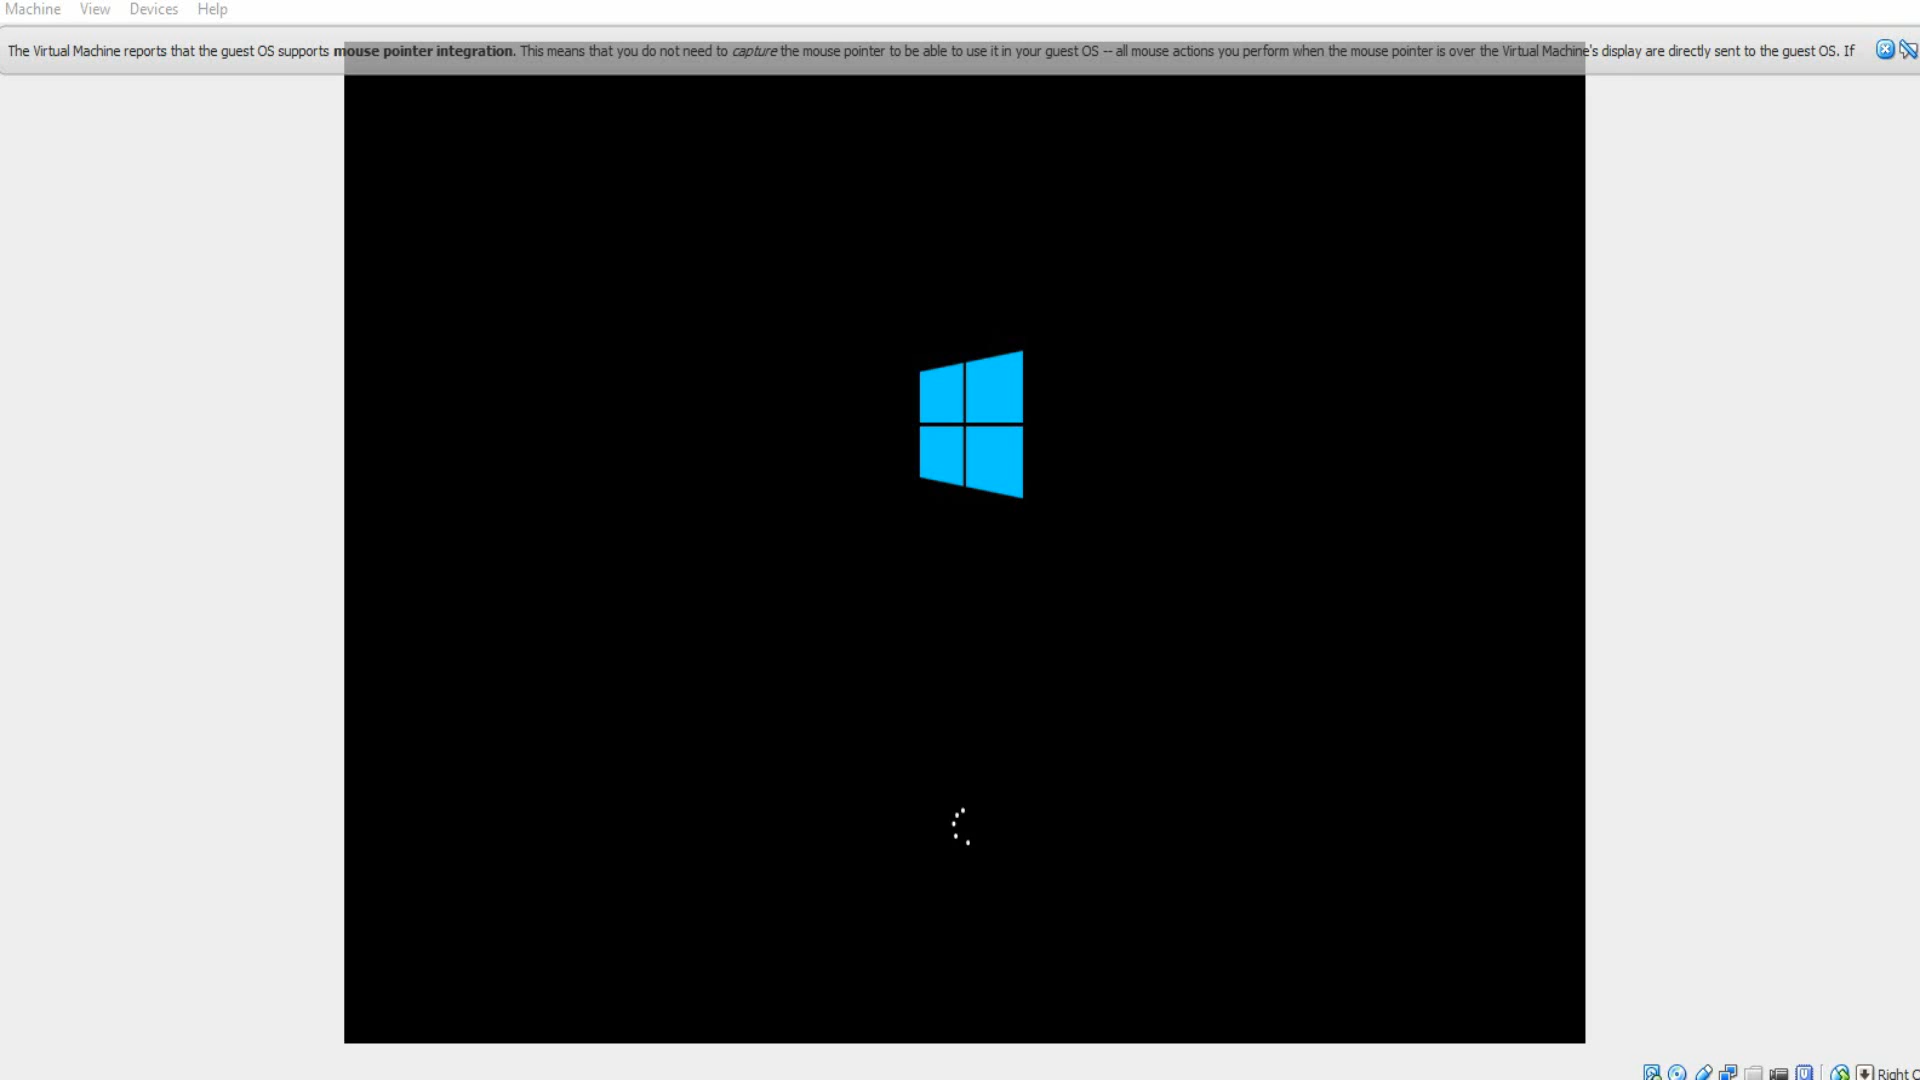 Machine View Devices Help
The Virtual Machine reports that the guest OS supports mouse pointer integration. This means that you do not need to capture the mouse pointer to be able to use it in your guest OS -- all mouse actions you perform when the mouse pointer is over the Virtual Machine's display are directly sent to the guest OS. If
Right C